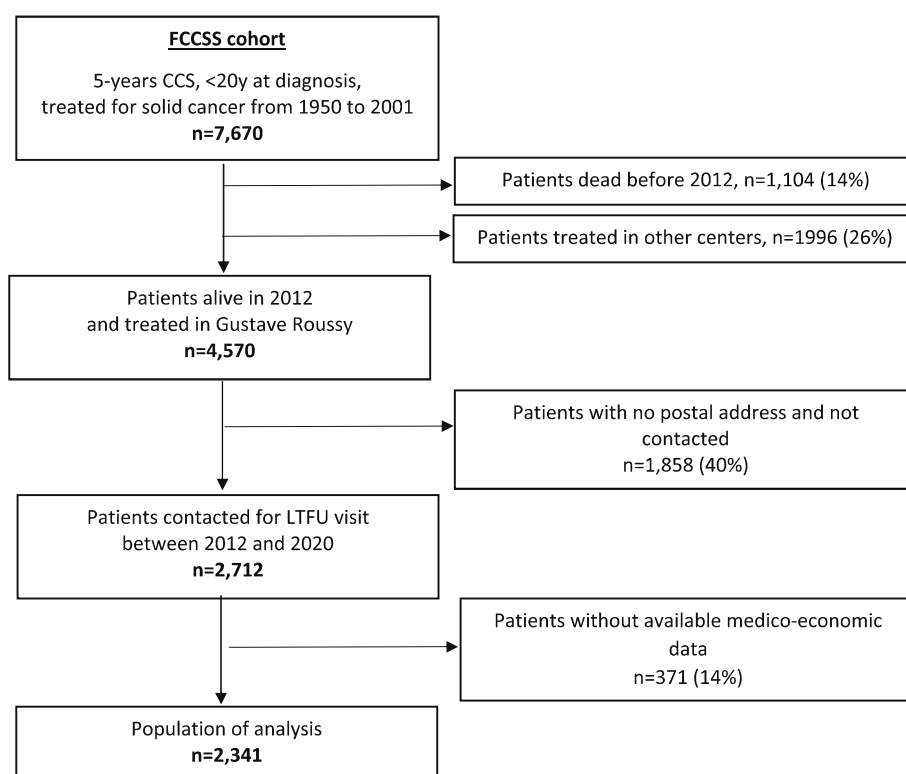 FCCSS cohort
5-years CCS, <20y at diagnosis,
treated for solid cancer from 1950 to 2001
n=7,670
Patients dead before 2012, n=1,104 (14%)
Patients treated in other centers, n=1996 (26%)
Patients alive in 2012
and treated in Gustave Roussy
n=4,570
Patients with no postal address and not
contacted
n=1,858 (40%)
Patients contacted for LTFU visit
between 2012 and 2020
n=2,712
Patients without available medico-economic
data
n=371 (14%)
Population of analysis
n=2,341